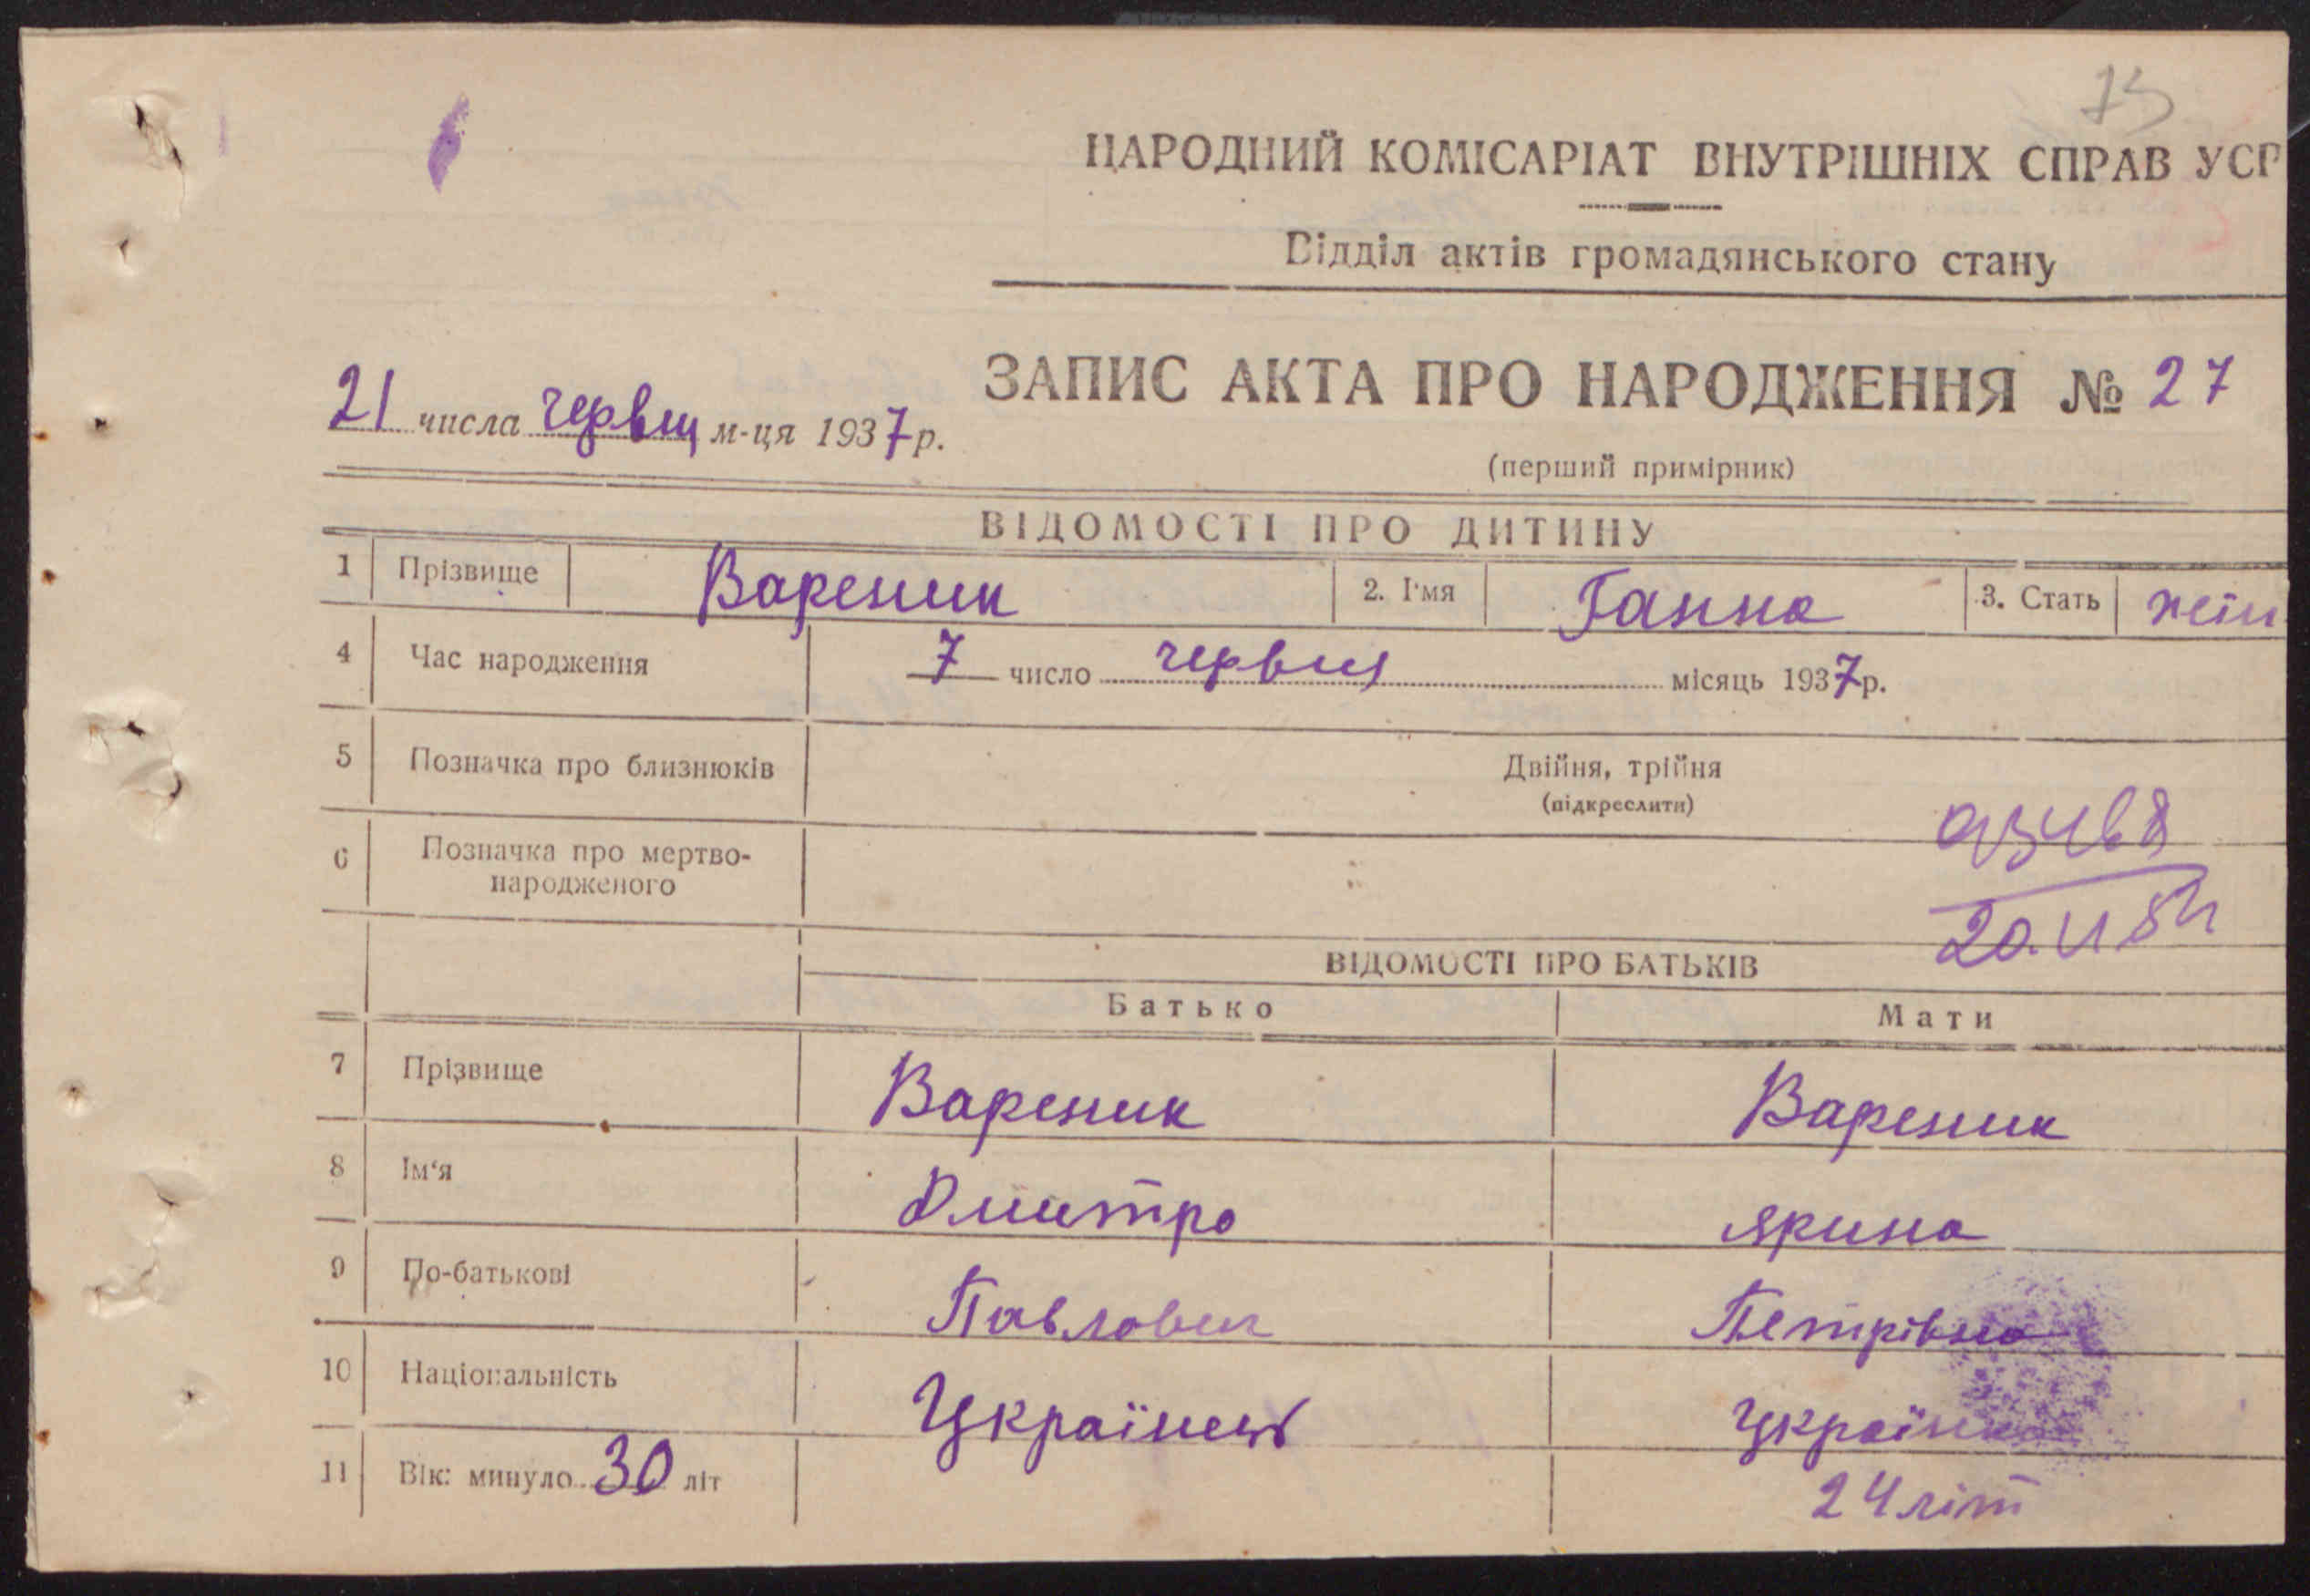 75
НАРОДНИЙ КОМІСАРІАТ ВНУТРІШНІХ СПРАВ УСР
Відділ актів громадянського стану
ЗАПИС АКТА ПРО НАРОДЖЕННЯ № 27
21 числа червця м-ця 1937 р.
(перший примірник)
ВІДОМОСТІ ПРО ДИТИНУ
1 Прізвище Вареник 2. І'мя Ганна 3. Стать жін
4 Час народження 7 число червня місяць 1937 р.
5 Позначка про близнюків Двійня, трійня
(підкреслити)
6 Позначка про мертво-
народженого
20.
ВІДОМОСТІ ПРО БАТЬКІВ
Батько Мати
7 Прізвище Вареник Вареник
8 Ім'я Дмитро Ярина
9 По-батькові Павлович Петрівна
10 Національність Українець Українка
11 Вік: минуло 30 літ 24 літ